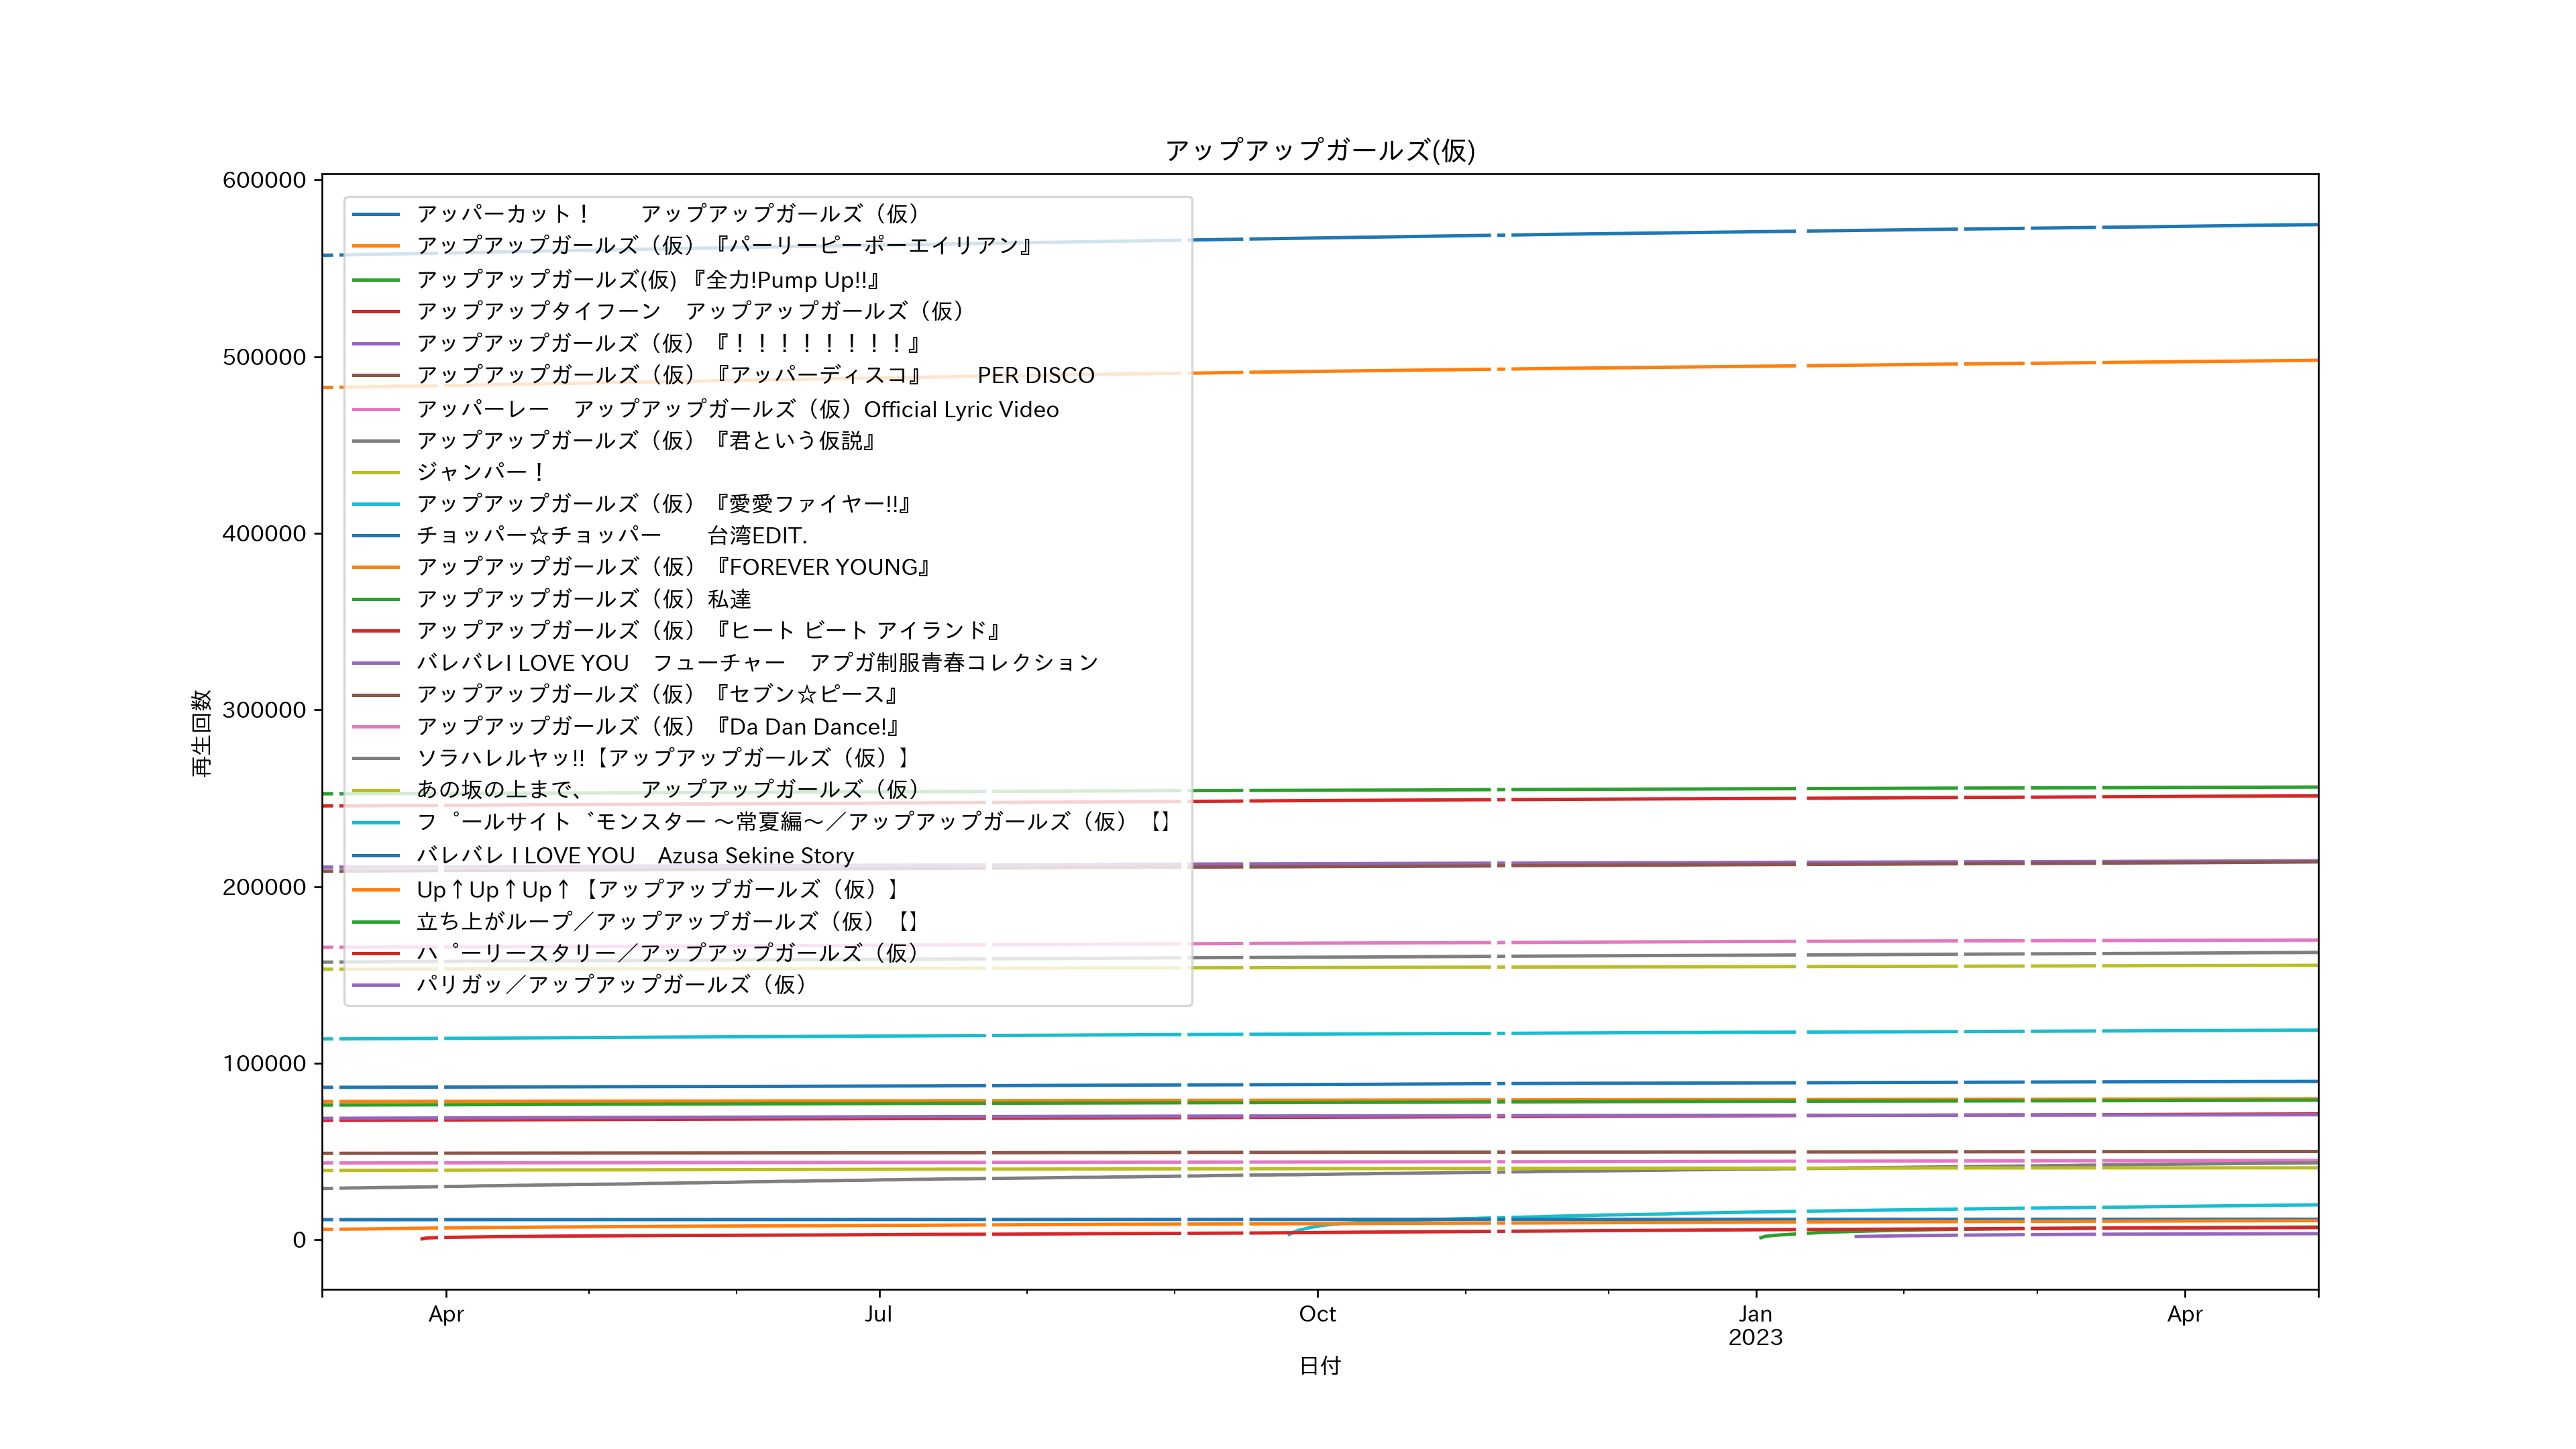 アップアップガールズ(仮)
600000
500000
400000
300000
200000
100000
0
再生回数
アッパーカット！　　アップアップガールズ（仮）
アップアップガールズ（仮）『パーリーピーポーエイリアン』
アップアップガールズ(仮) 『全力!Pump Up!!』
アップアップタイフーン　アップアップガールズ（仮）
アップアップガールズ（仮）『！！！！！！！！』
アップアップガールズ（仮）『アッパーディスコ』　　PER DISCO
アッパーレー　アップアップガールズ（仮）Official Lyric Video
アップアップガールズ（仮）『君という仮説』
ジャンパー！
アップアップガールズ（仮）『愛愛ファイヤー!!』
チョッパー☆チョッパー　　台湾EDIT.
アップアップガールズ（仮）『FOREVER YOUNG』
アップアップガールズ（仮）私達
アップアップガールズ（仮）『ヒート ビート アイランド』
バレバレI LOVE YOU　フューチャー　アプガ制服青春コレクション
アップアップガールズ（仮）『セブン☆ピース』
アップアップガールズ（仮）『Da Dan Dance!』
ソラハレルヤッ!!【アップアップガールズ（仮）】
あの坂の上まで、　　アップアップガールズ（仮）
フ゜ールサイト゛モンスター ～常夏編～／アップアップガールズ（仮）【】
バレバレ I LOVE YOU　Azusa Sekine Story
Up↑Up↑Up↑【アップアップガールズ（仮）】
立ち上がループ／アップアップガールズ（仮）【】
ハ゜ーリースタリー／アップアップガールズ（仮）
パリガッ／アップアップガールズ（仮）
Apr
Jul
Oct
Jan
2023
Apr
日付